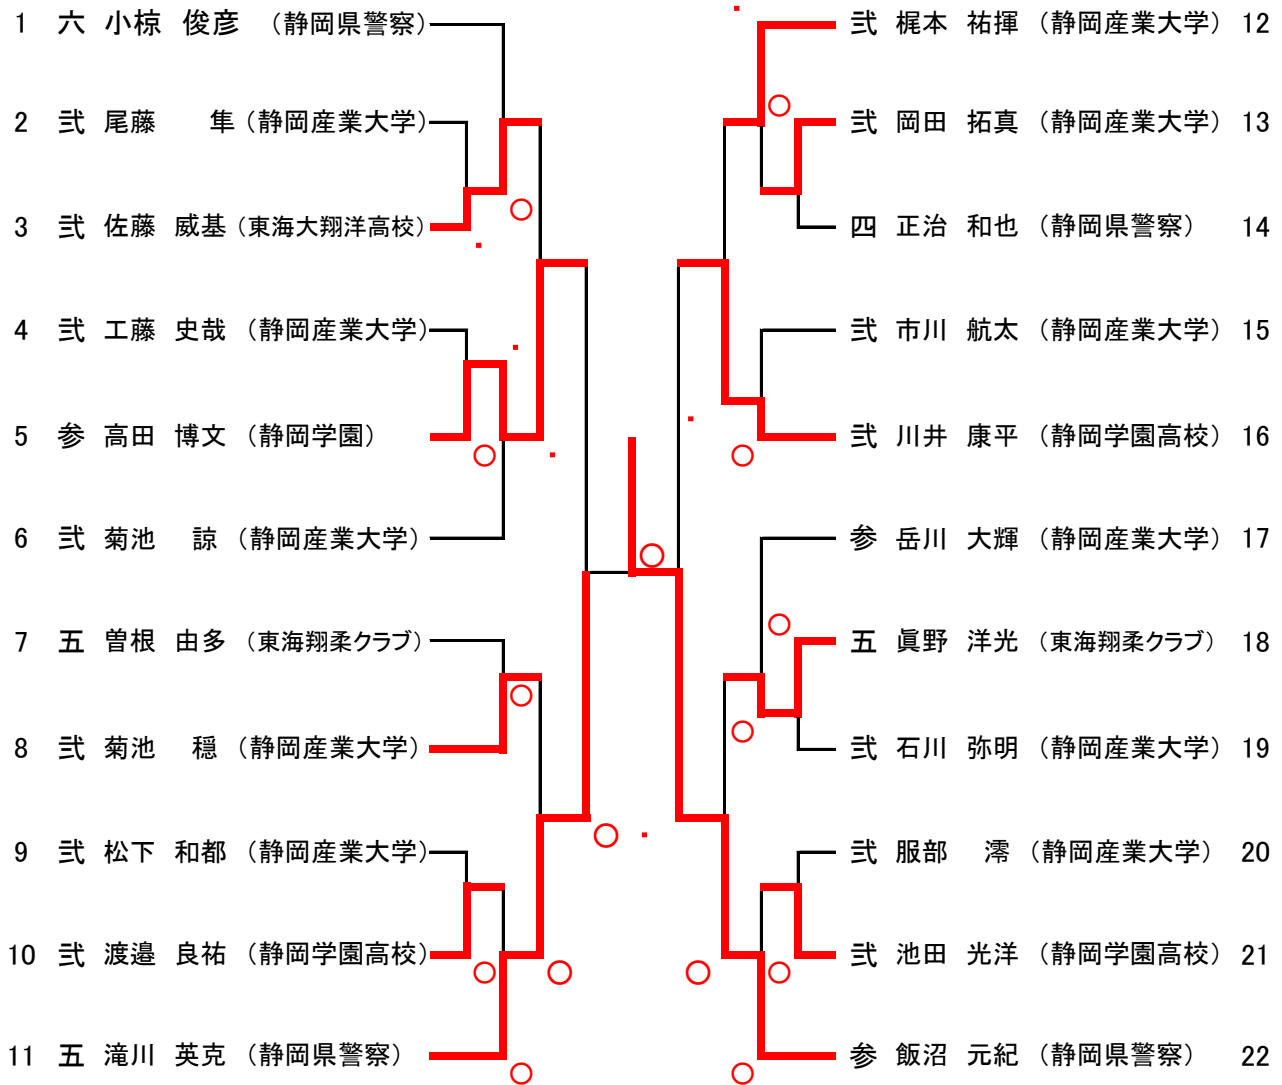 1 六 小椋 俊彦 （静岡県警察）
2 弐 尾藤 隼 （静岡産業大学）
3 弐 佐藤 威基 （東海大翔洋高校）
4 弐 工藤 史哉 （静岡産業大学）
5 参 高田 博文 （静岡学園）
6 弐 菊池 諒 （静岡産業大学）
7 五 曽根 由多 （東海翔柔クラブ）
8 弐 菊池 穏 （静岡産業大学）
9 弐 松下 和都 （静岡産業大学）
10 弐 渡邉 良祐 （静岡学園高校）
11 五 滝川 英克 （静岡県警察）
弐 梶本 祐揮 （静岡産業大学） 12
弐 岡田 拓真 （静岡産業大学） 13
四 正治 和也 （静岡県警察） 14
弐 市川 航太 （静岡産業大学） 15
弐 川井 康平 （静岡学園高校） 16
参 岳川 大輝 （静岡産業大学） 17
五 眞野 洋光 （東海翔柔クラブ） 18
弐 石川 弥明 （静岡産業大学） 19
弐 服部 澪 （静岡産業大学） 20
弐 池田 光洋 （静岡学園高校） 21
参 飯沼 元紀 （静岡県警察） 22